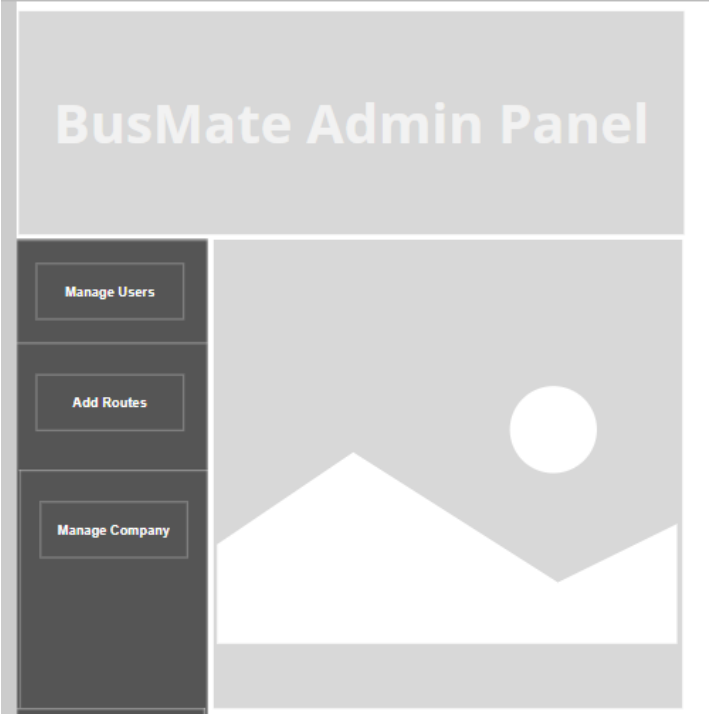 BusMate Admin Panel
Manage Users
Add Routes
Manage Company